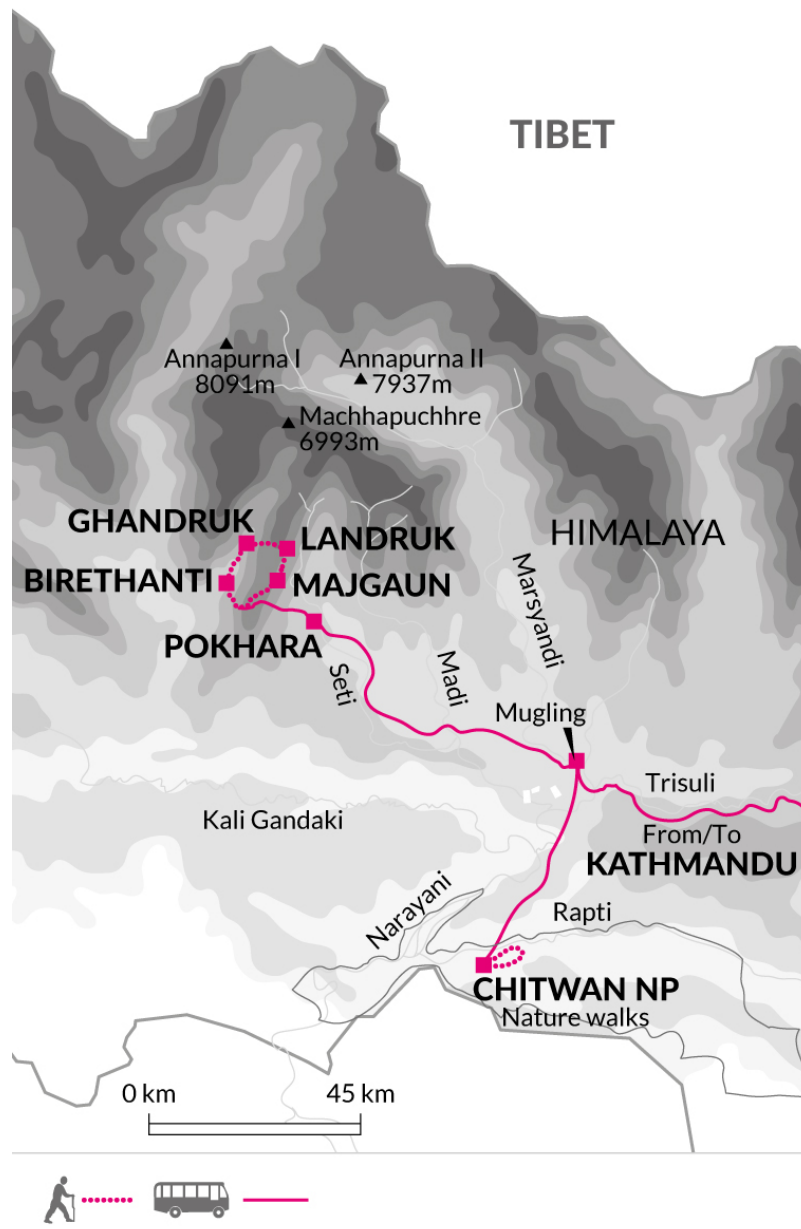 TIBET
Annapurna I
8091m
Annapurna II
7937m
Machhapuchhre
6993m
GHANDRUK
LANDRUK
HIMALAYA
BIRETHANTI
MAJGAUN
POKHARA
Seti
Madi
Marsyandi
Mugling
Trisuli
Kali Gandaki
From/To
KATHMANDU
Narayani
Rapti
CHITWAN NP
Nature walks
0 km
45 km